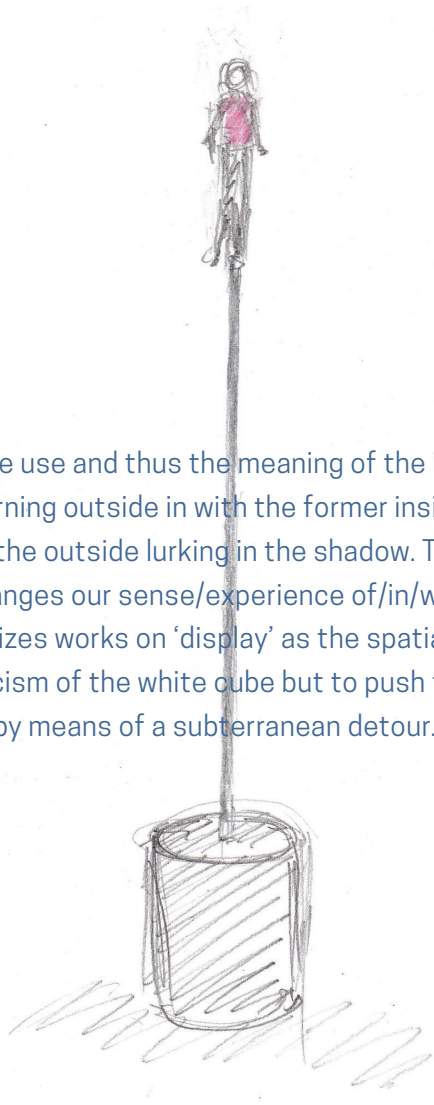 e use and thus the meaning of the
rning outside in with the former insi
the outside lurking in the shadow. T
anges our sense/experience of/in/w
izes works on ‘display’ as the spatia
cism of the white cube but to push
by means of a subterranean detour.